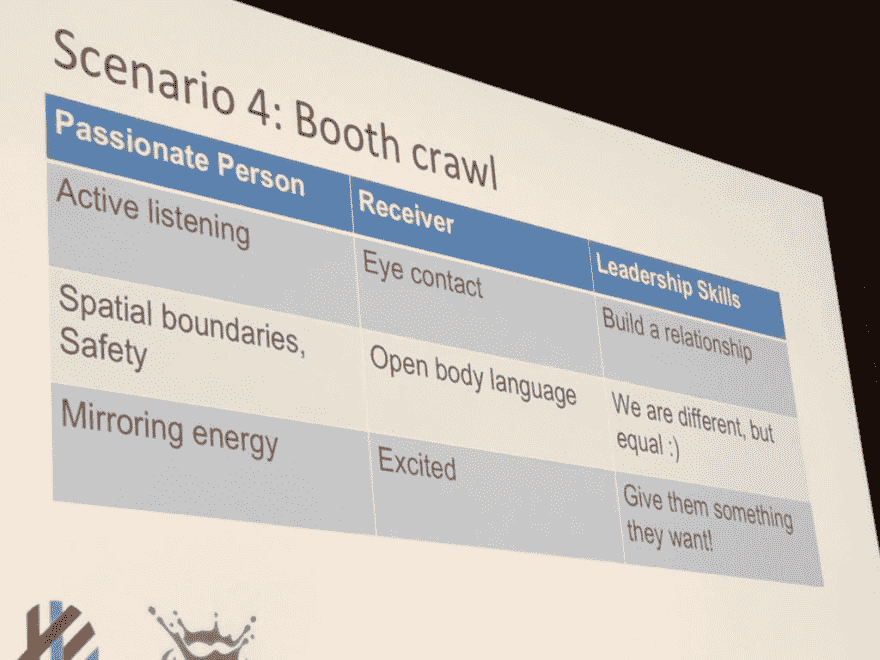 Scenario 4: Booth crawl
Passionate Person
Receiver
Leadership Skills
Active listening
Eye contact
Build a relationship
Spatial boundaries,
Safety
Open body language
We are different, but
equal :)
Mirroring energy
Excited
Give them something
they want!